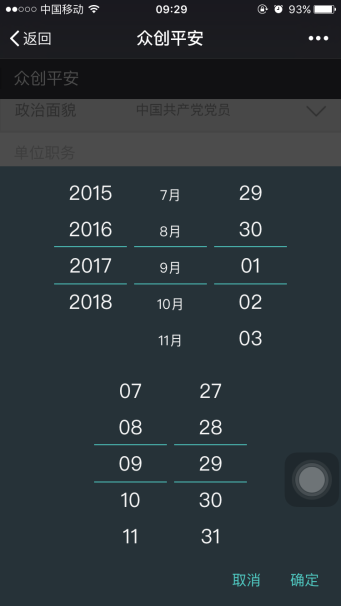 中国移动 09:29 93%
返回 众创平安
众创平安
政治面貌 中国共产党党员
单位职务
2015 7月 29
2016 8月 30
2017 9月 01
2018 10月 02
11月 03
07 27
08 28
09 29
10 30
11 31
取消 确定